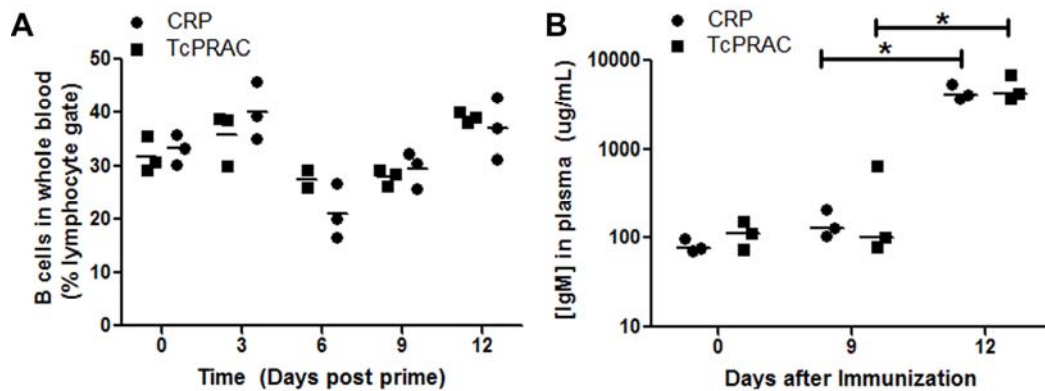 A
CRP
TcPRAC
B cells in whole blood
(% lymphocyte gate)
50
40
30
20
10
0
0 3 6 9 12
Time (Days post prime)
B
CRP
TcPRAC
*
*
[IgM] in plasma (ug/mL)
10000
1000
100
10
0 9 12
Days after Immunization